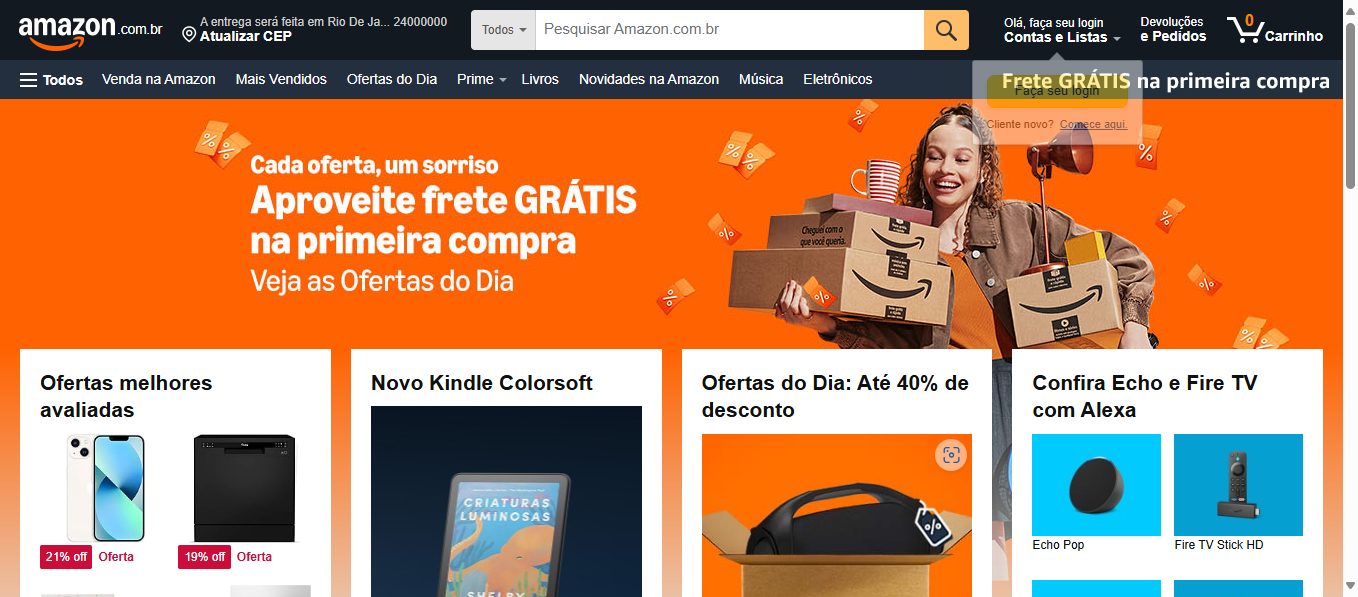 amazon.com.br
A entrega será feita em Rio De Ja... 24000000
Atualizar CEP
Todos
Pesquisar Amazon.com.br
Olá, faça seu login
Contas e Listas
Devoluções
e Pedidos
0
Carrinho
Todos
Venda na Amazon
Mais Vendidos
Ofertas do Dia
Prime
Livros
Novidades na Amazon
Música
Eletrônicos
Frete GRÁTIS na primeira compra
Faça seu login
Cliente novo? Comece aqui.
Cada oferta, um sorriso
Aproveite frete GRÁTIS
na primeira compra
Veja as Ofertas do Dia
Cheguei com o
que você queria.
Ofertas melhores
avaliadas
21% off Oferta
19% off Oferta
Novo Kindle Colorsoft
CRIATURAS
LUMINOSAS
SHELBY
Ofertas do Dia: Até 40% de
desconto
Confira Echo e Fire TV
com Alexa
Echo Pop
Fire TV Stick HD